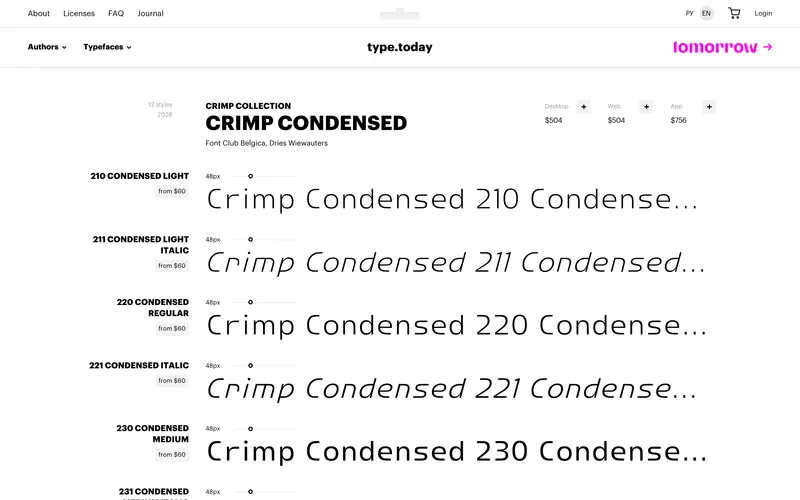 About Licenses FAQ Journal
РУ EN Login
Authors Typefaces
type.today
tomorrow →
12 styles
2026
CRIMP COLLECTION
CRIMP CONDENSED
Font Club Belgica, Dries Wiewauters
Desktop + Web + App +
$504 $504 $756
210 CONDENSED LIGHT
from $60
48px
Crimp Condensed 210 Condense...
211 CONDENSED LIGHT
ITALIC
from $60
48px
Crimp Condensed 211 Condensed...
220 CONDENSED
REGULAR
from $60
48px
Crimp Condensed 220 Condense...
221 CONDENSED ITALIC
from $60
48px
Crimp Condensed 221 Condense...
230 CONDENSED
MEDIUM
from $60
48px
Crimp Condensed 230 Condense...
231 CONDENSED
48px